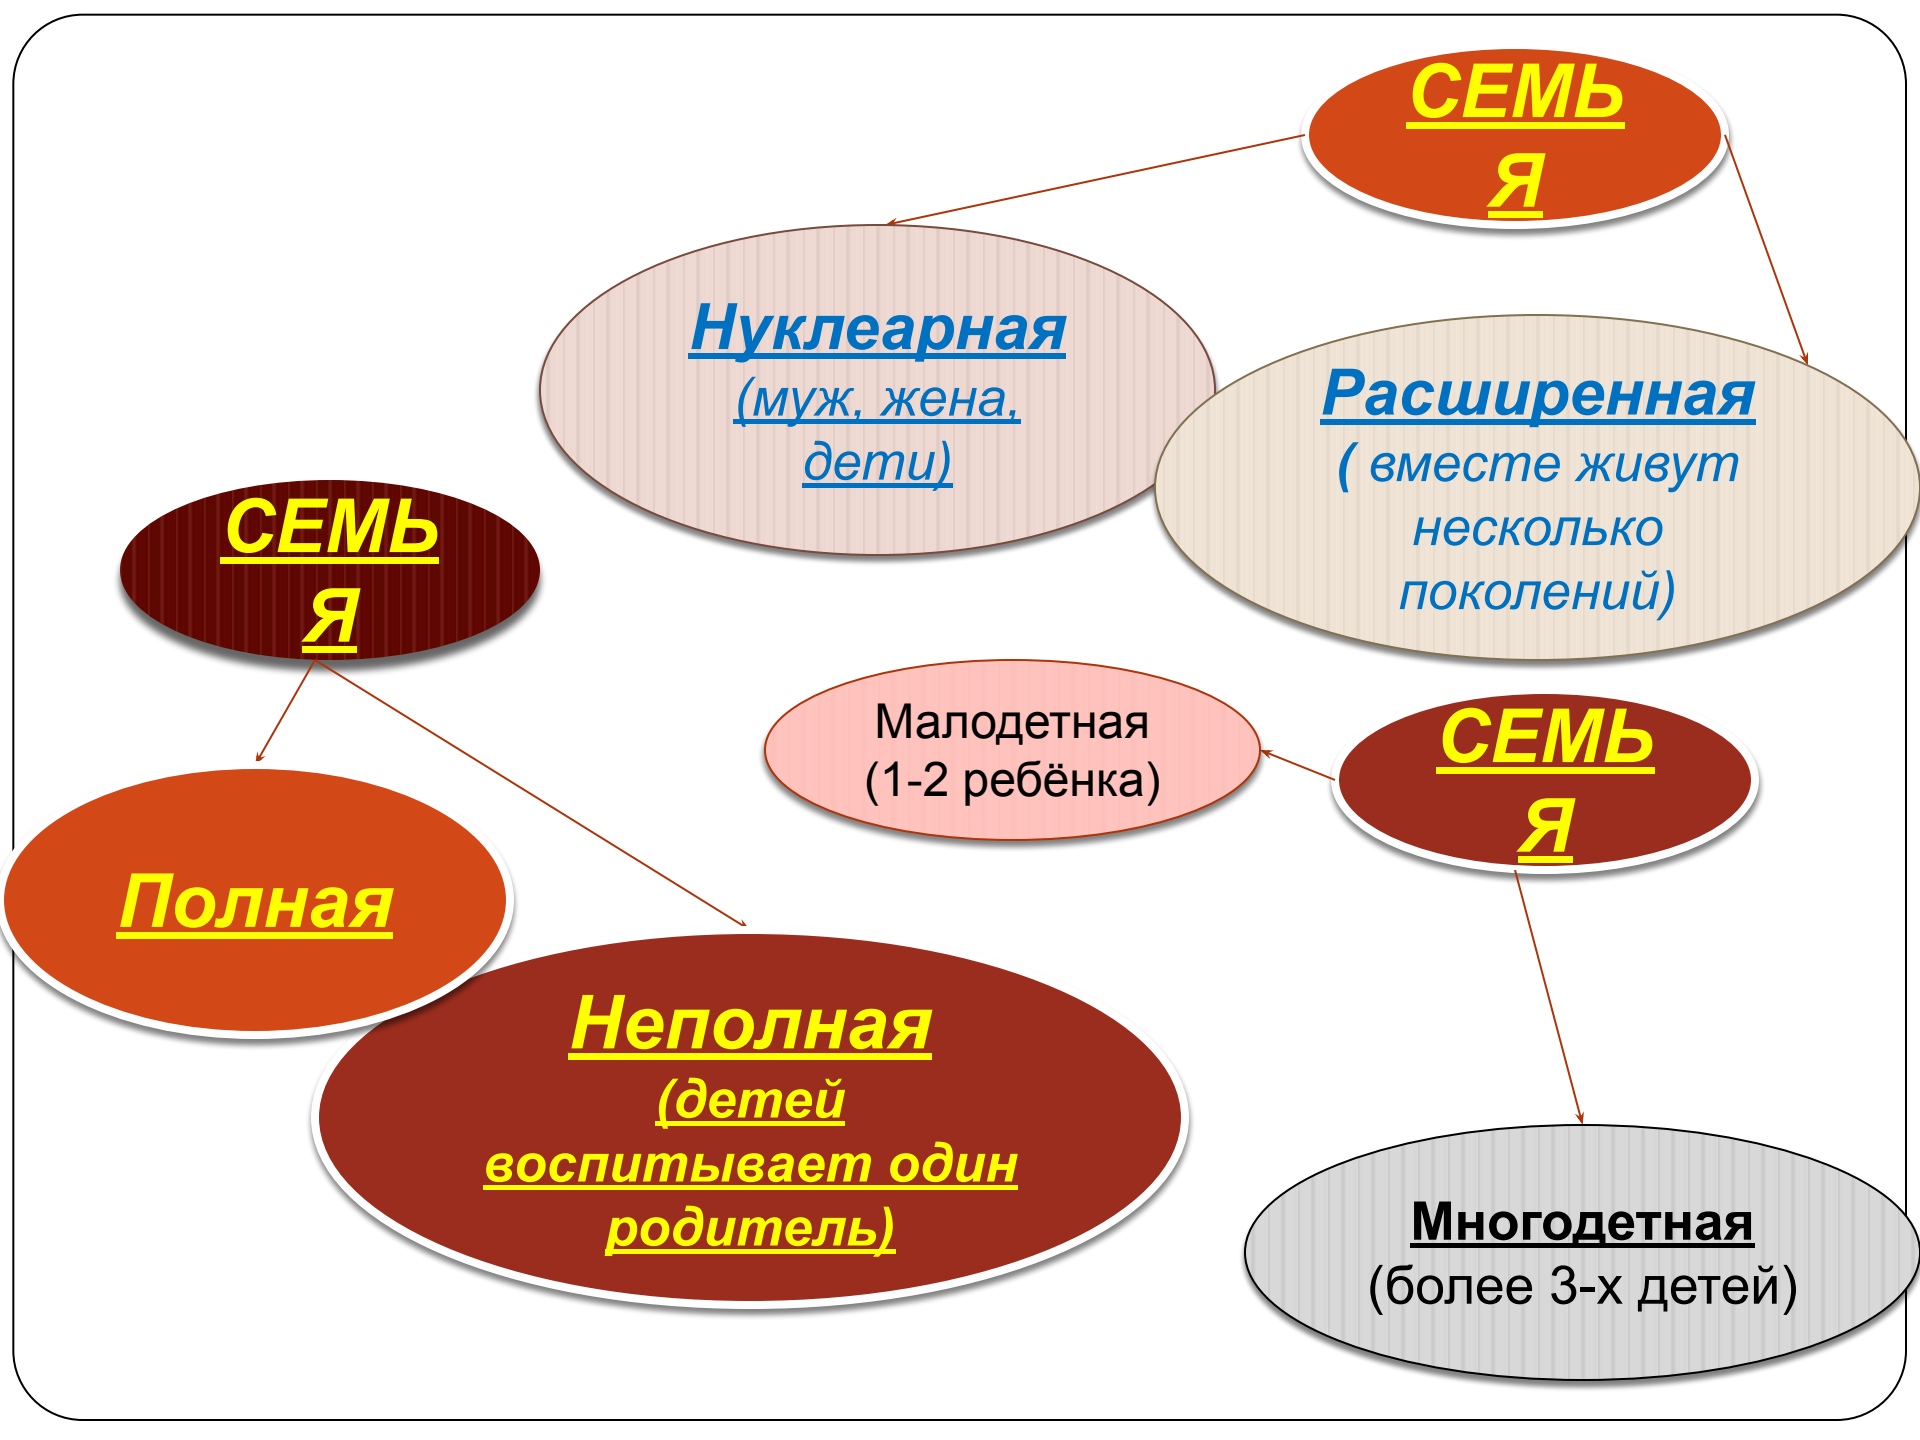 СЕМЬ
Я
Нуклеарная
(муж, жена,
дети)
Расширенная
( вместе живут
несколько
поколений)
СЕМЬ
Я
Полная
Неполная
(детей
воспитывает один
родитель)
СЕМЬ
Я
Малодетная
(1-2 ребёнка)
Многодетная
(более 3-х детей)